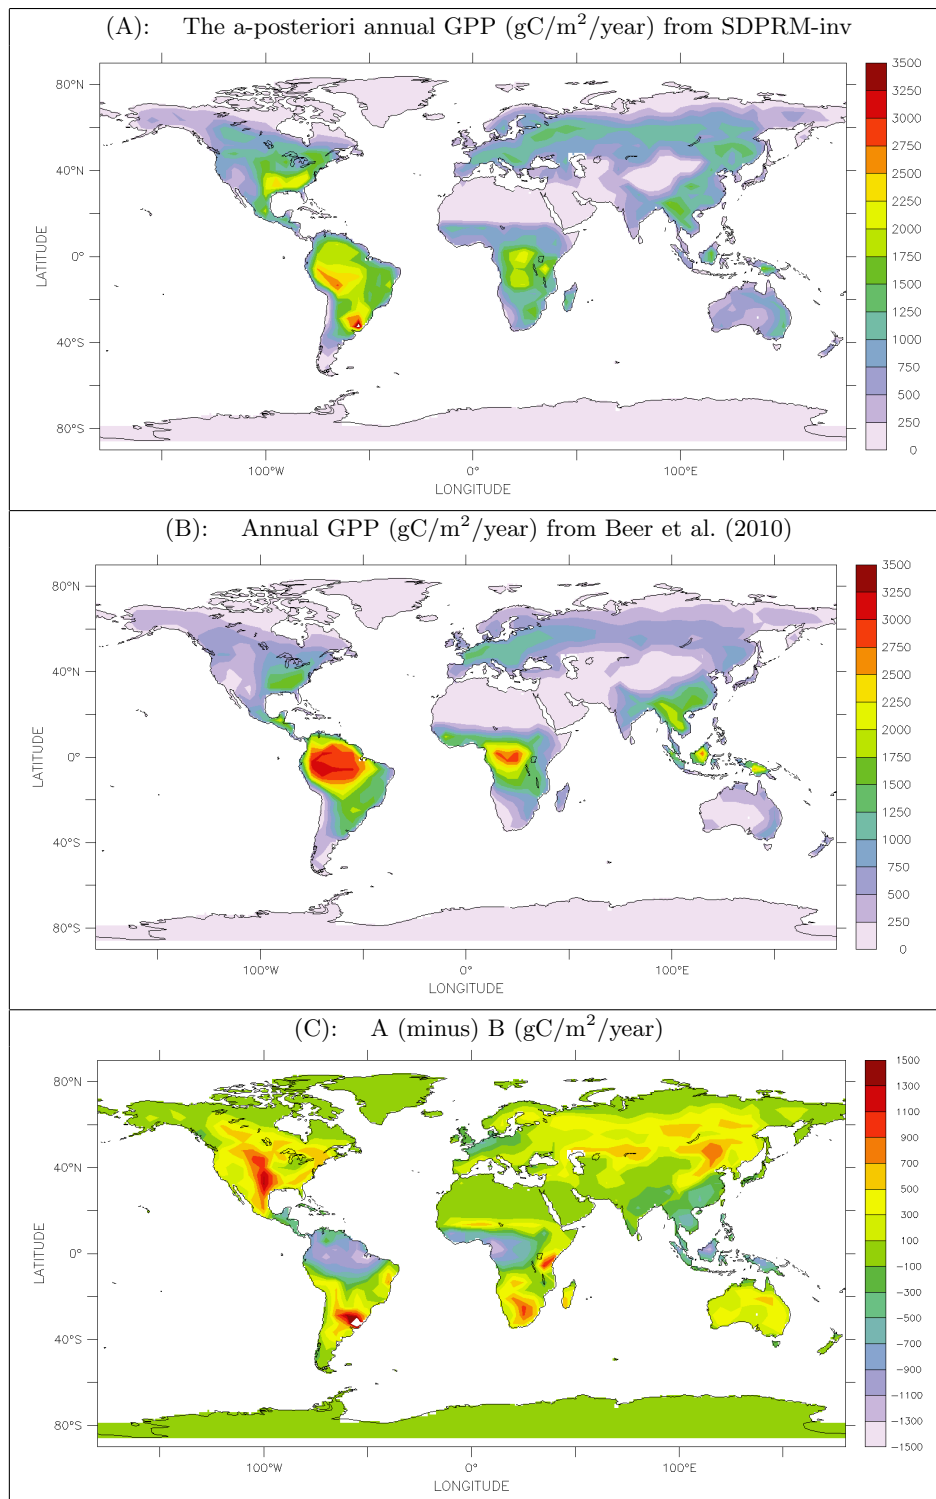 (A): The a-posteriori annual GPP (gC/m²/year) from SDPRM-inv
80°N
40°N
0°
40°S
80°S
LATITUDE
100°W 0° 100°E
LONGITUDE
3500
3250
3000
2750
2500
2250
2000
1750
1500
1250
1000
750
500
250
0
(B): Annual GPP (gC/m²/year) from Beer et al. (2010)
80°N
40°N
0°
40°S
80°S
LATITUDE
100°W 0° 100°E
LONGITUDE
3500
3250
3000
2750
2500
2250
2000
1750
1500
1250
1000
750
500
250
0
(C): A (minus) B (gC/m²/year)
80°N
40°N
0°
40°S
80°S
LATITUDE
100°W 0° 100°E
LONGITUDE
1500
1300
1100
900
700
500
300
100
−100
−300
−500
−700
−900
−1100
−1300
−1500